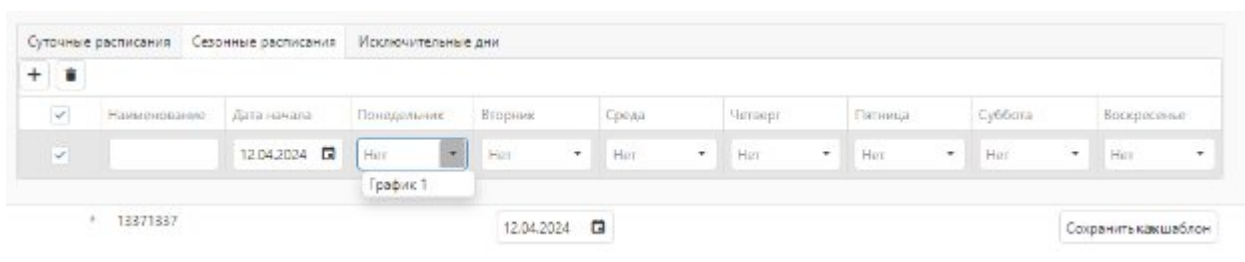 Суточные расписания Сезонные расписания Исключительные дни
Наименование Дата начала Понедельник Вторник Среда Четверг Пятница Суббота Воскресенье
12.04.2024 Нет Нет Нет Нет Нет Нет Нет
График 1
13371337 12.04.2024 Сохранить как шаблон